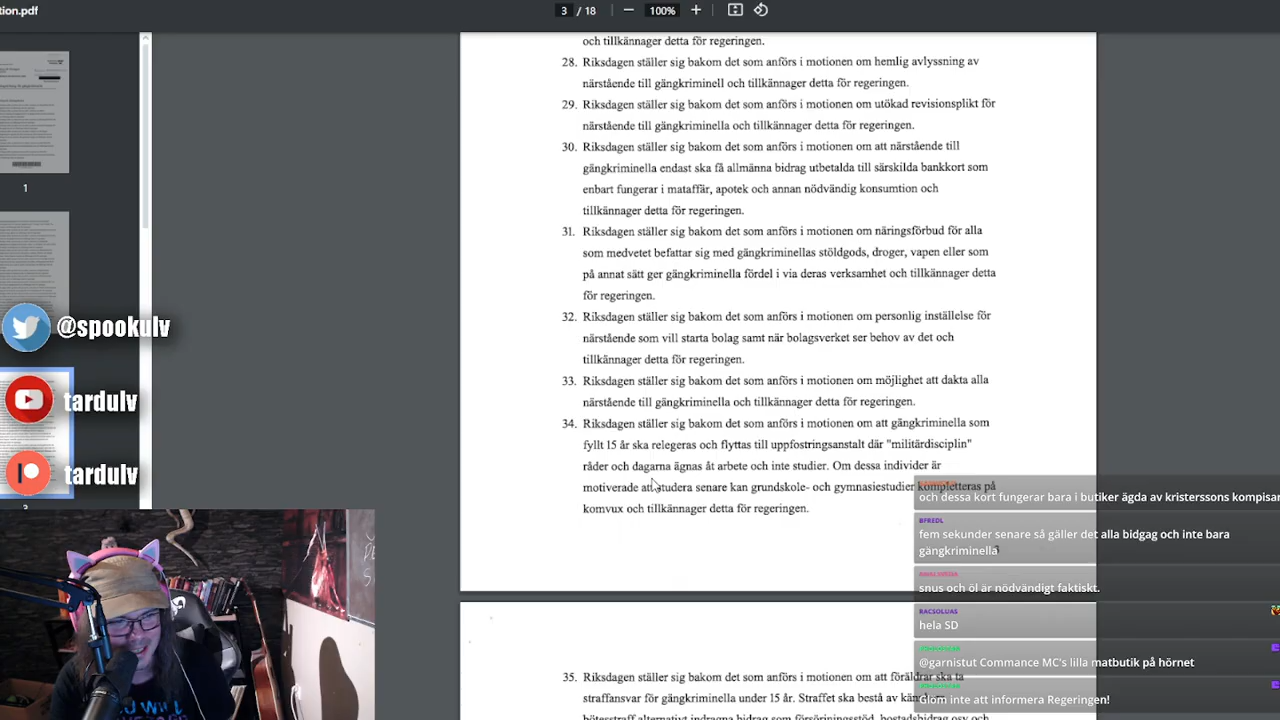 tion.pdf
3 / 18
100%
och tillkännager detta för regeringen.
28. Riksdagen ställer sig bakom det som anförs i motionen om hemlig avlyssning av
närstående till gängkriminell och tillkännager detta för regeringen.
29. Riksdagen ställer sig bakom det som anförs i motionen om utökad revisionsplikt för
närstående till gängkriminella och tillkännager detta för regeringen.
30. Riksdagen ställer sig bakom det som anförs i motionen om att närstående till
gängkriminella endast ska få allmänna bidrag utbetalda till särskilda bankkort som
enbart fungerar i mataffär, apotek och annan nödvändig konsumtion och
tillkännager detta för regeringen.
31. Riksdagen ställer sig bakom det som anförs i motionen om näringsförbud för alla
som medvetet befattar sig med gängkriminellas stöldgods, droger, vapen eller som
på annat sätt ger gängkriminella fördel i via deras verksamhet och tillkännager detta
för regeringen.
32. Riksdagen ställer sig bakom det som anförs i motionen om personlig inställelse för
närstående som vill starta bolag samt när bolagsverket ser behov av det och
tillkännager detta för regeringen.
33. Riksdagen ställer sig bakom det som anförs i motionen om möjlighet att dakta alla
närstående till gängkriminella och tillkännager detta för regeringen.
34. Riksdagen ställer sig bakom det som anförs i motionen om att gängkriminella som
fyllt 15 år ska relegeras och flyttas till uppfostringsanstalt där "militärdisciplin"
råder och dagarna ägnas åt arbete och inte studier. Om dessa individer är
motiverade att studera senare kan grundskole- och gymnasiestudier kompletteras på
komvux och tillkännager detta för regeringen.
35. Riksdagen ställer sig bakom det som anförs i motionen om att föräldrar ska ta
straffansvar för gängkriminella under 15 år. Straffet ska bestå av
bötesstraff alternativt indragna bidrag som försörjningsstöd, bostadsbidrag osv och
1
@spookulv
tardulv
tardulv
och dessa kort fungerar bara i butiker ägda av kristerssons kompisar
BFREDL
fem sekunder senare så gäller det alla bidgag och inte bara
gängkriminella
snus och öl är nödvändigt faktiskt.
BACSOLUAS
hela SD
@garnistut Commance MC's lilla matbutik på hörnet
Glöm inte att informera Regeringen!